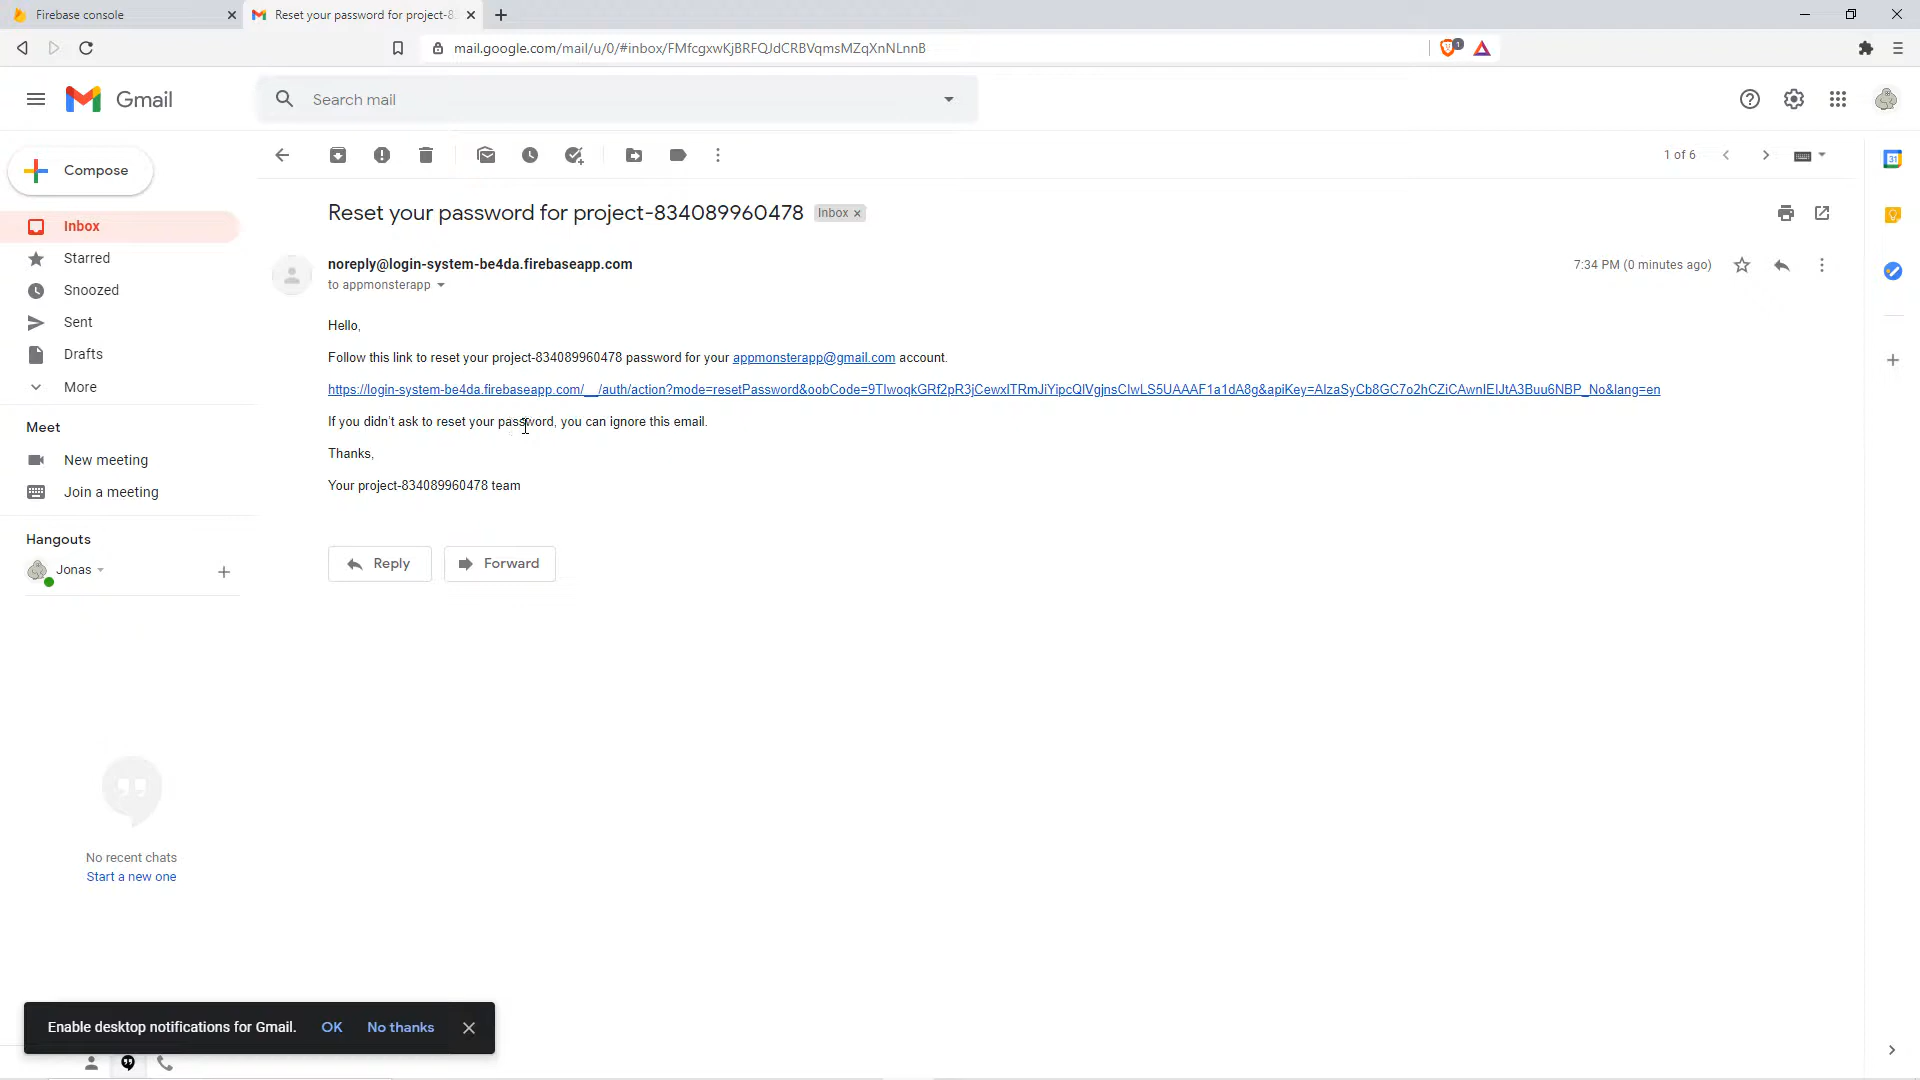 Firebase console
Reset your password for project-8
mail.google.com/mail/u/0/#inbox/FMfcgxwKjBRFQJdCRBVqmsMZqXnNLnnB
1
Gmail
Search mail
Compose
1 of 6
31
Inbox
Starred
Snoozed
Sent
Drafts
More
Meet
New meeting
Join a meeting
Hangouts
Jonas
No recent chats
Start a new one
Reset your password for project-834089960478
Inbox
noreply@login-system-be4da.firebaseapp.com
7:34 PM (0 minutes ago)
to appmonsterapp
Hello,
Follow this link to reset your project-834089960478 password for your appmonsterapp@gmail.com account.
https://login-system-be4da.firebaseapp.com/__/auth/action?mode=resetPassword&oobCode=9TIwoqkGRf2pR3jCewxlTRmJiYipcQIVgjnsCIwLS5UAAAF1a1dA8g&apiKey=AIzaSyCb8GC7o2hCZiCAwnIEIJtA3Buu6NBP_No&lang=en
If you didn't ask to reset your password, you can ignore this email.
Thanks,
Your project-834089960478 team
Reply
Forward
Enable desktop notifications for Gmail.
OK
No thanks